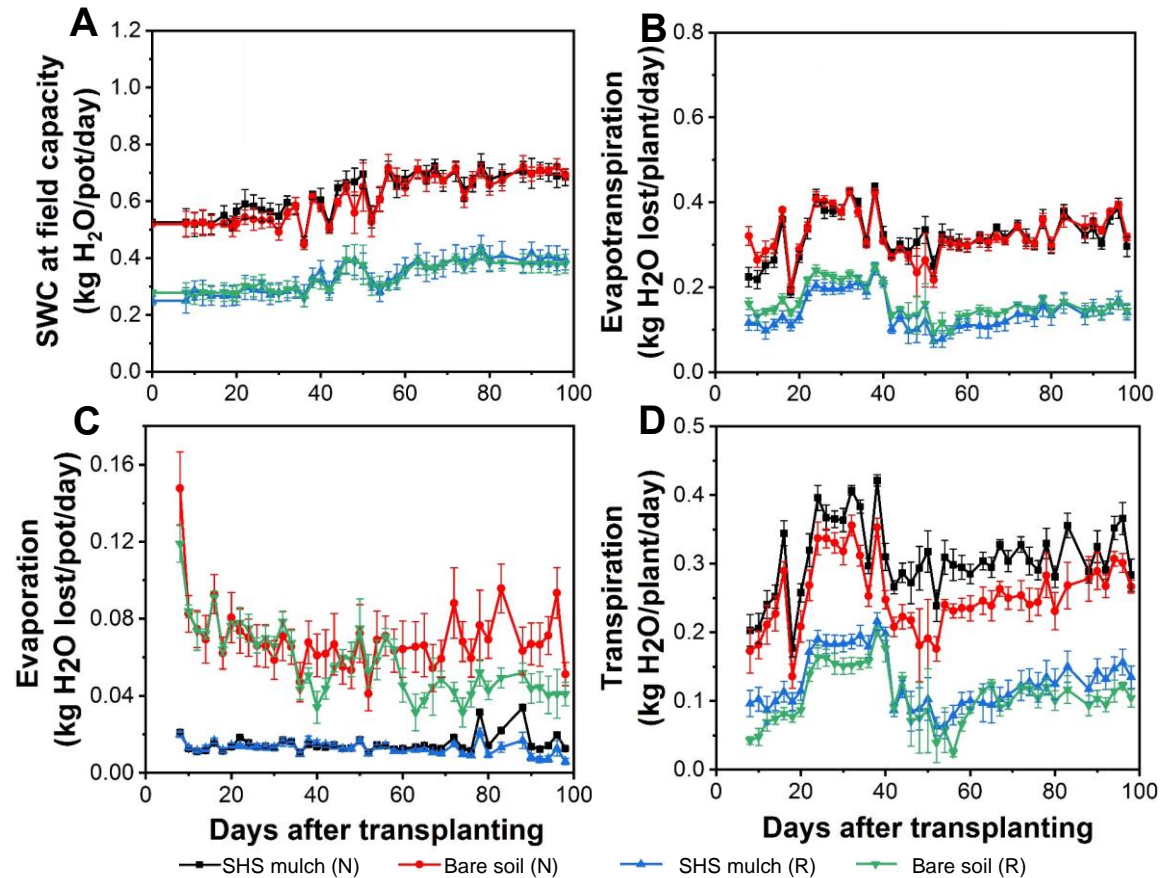 A
SWC at field capacity
(kg H₂O/pot/day)
1.2
1.0
0.8
0.6
0.4
0.2
0.0
0 20 40 60 80 100
B
Evapotranspiration
(kg H2O lost/plant/day)
0.8
0.6
0.4
0.2
0.0
0 20 40 60 80 100
C
Evaporation
(kg H2O lost/pot/day)
0.16
0.12
0.08
0.04
0.00
0 20 40 60 80 100
Days after transplanting
D
Transpiration
(kg H2O/plant/day)
0.5
0.4
0.3
0.2
0.1
0.0
0 20 40 60 80 100
Days after transplanting
SHS mulch (N) Bare soil (N) SHS mulch (R) Bare soil (R)